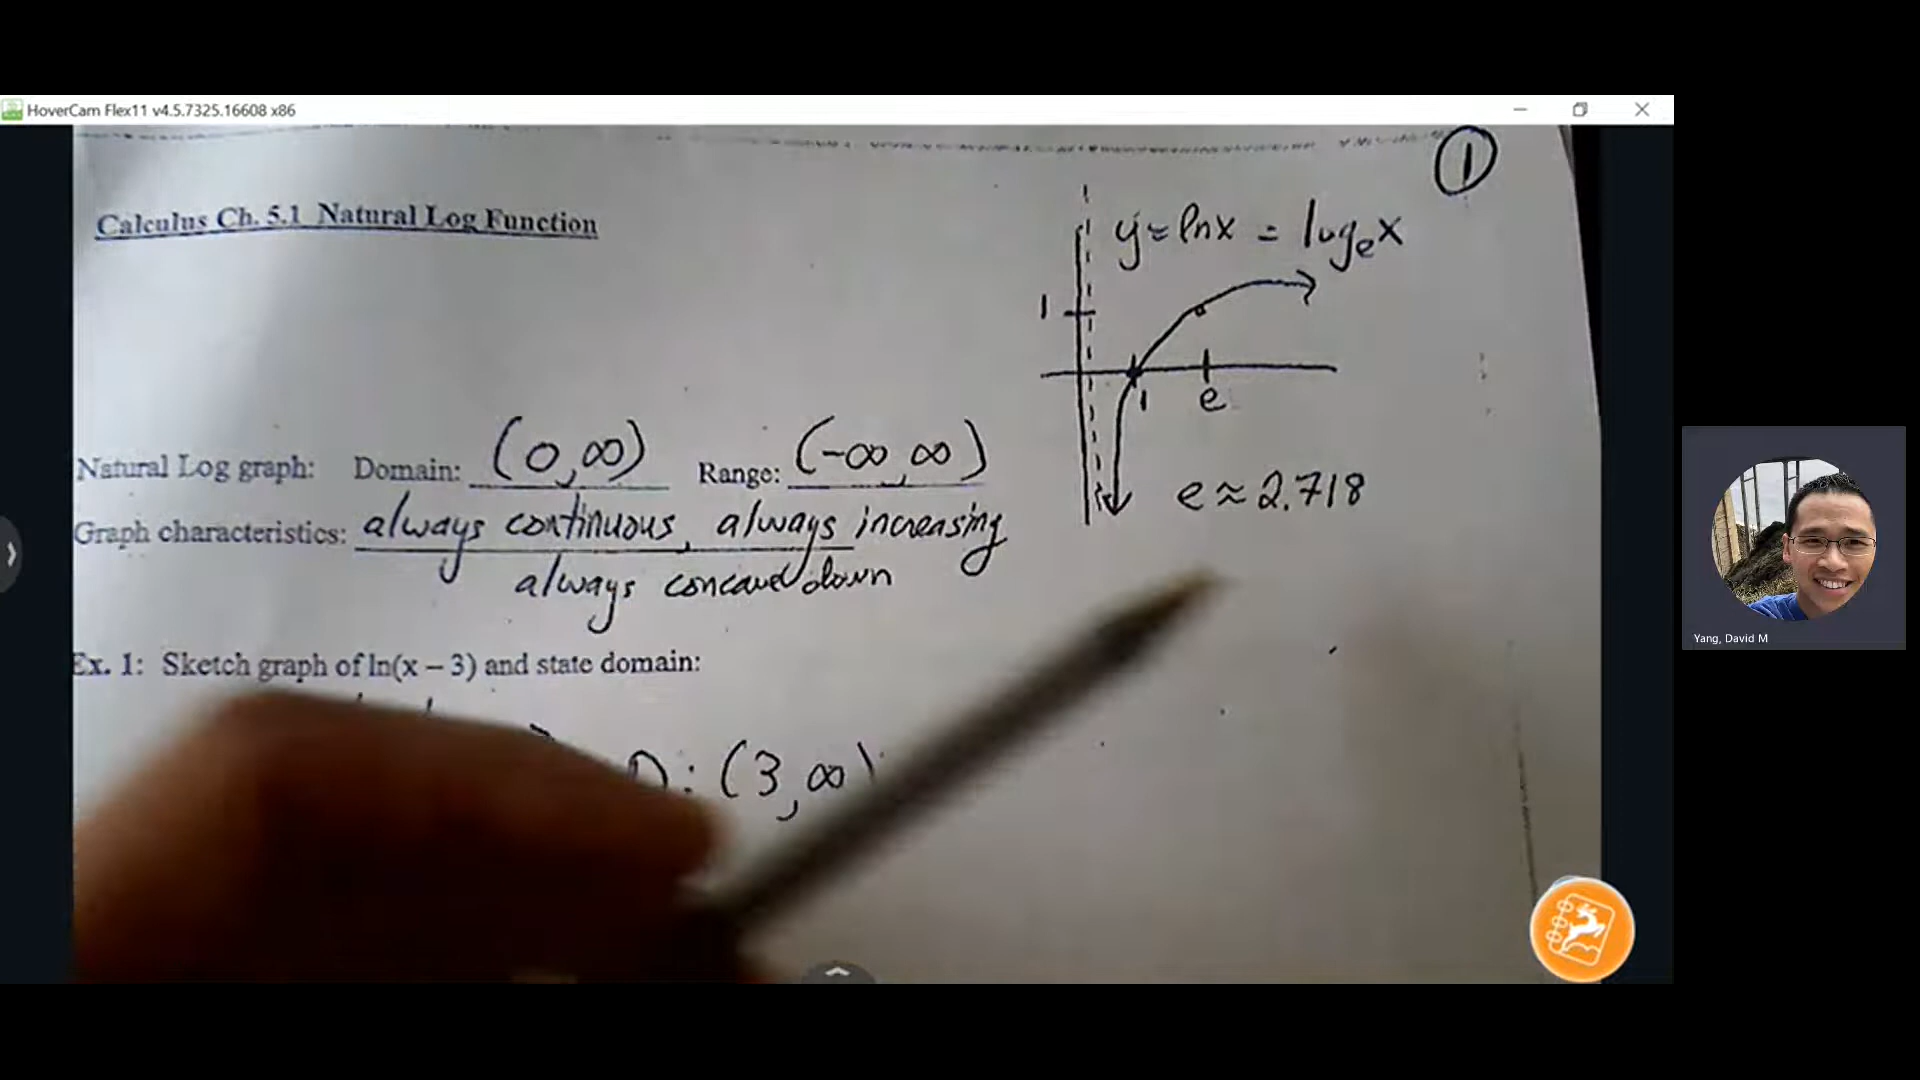 HoverCam Flex11 v4.5.7325.16608 x86
1
Calculus Ch. 5.1 Natural Log Function
y = lnx = logₑx
1
1 e
e ≈ 2.718
Natural Log graph: Domain: (0,∞) Range: (-∞,∞)
Graph characteristics: always continuous, always increasing
always concave down
Ex. 1: Sketch graph of ln(x – 3) and state domain:
D: (3,∞)
Yang, David M